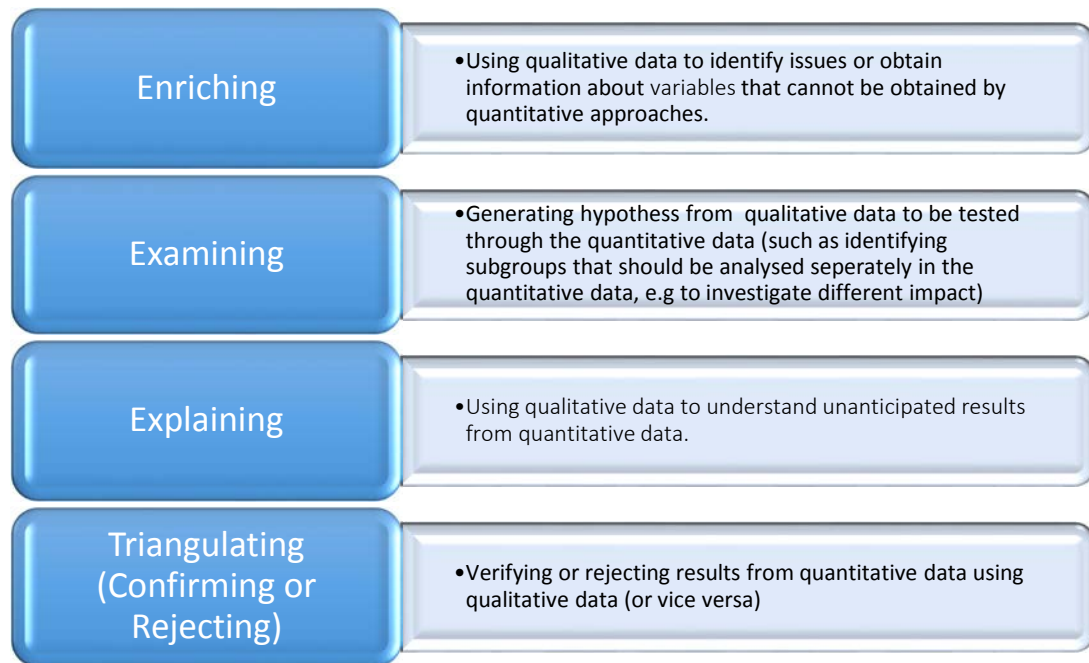 Enriching
•Using qualitative data to identify issues or obtain
information about variables that cannot be obtained by
quantitative approaches.
Examining
•Generating hypothess from  qualitative data to be tested
through the quantitative data (such as identifying
subgroups that should be analysed seperately in the
quantitative data, e.g to investigate different impact)
Explaining
•Using qualitative data to understand unanticipated results
from quantitative data.
Triangulating
(Confirming or
Rejecting)
•Verifying or rejecting results from quantitative data using
qualitative data (or vice versa)